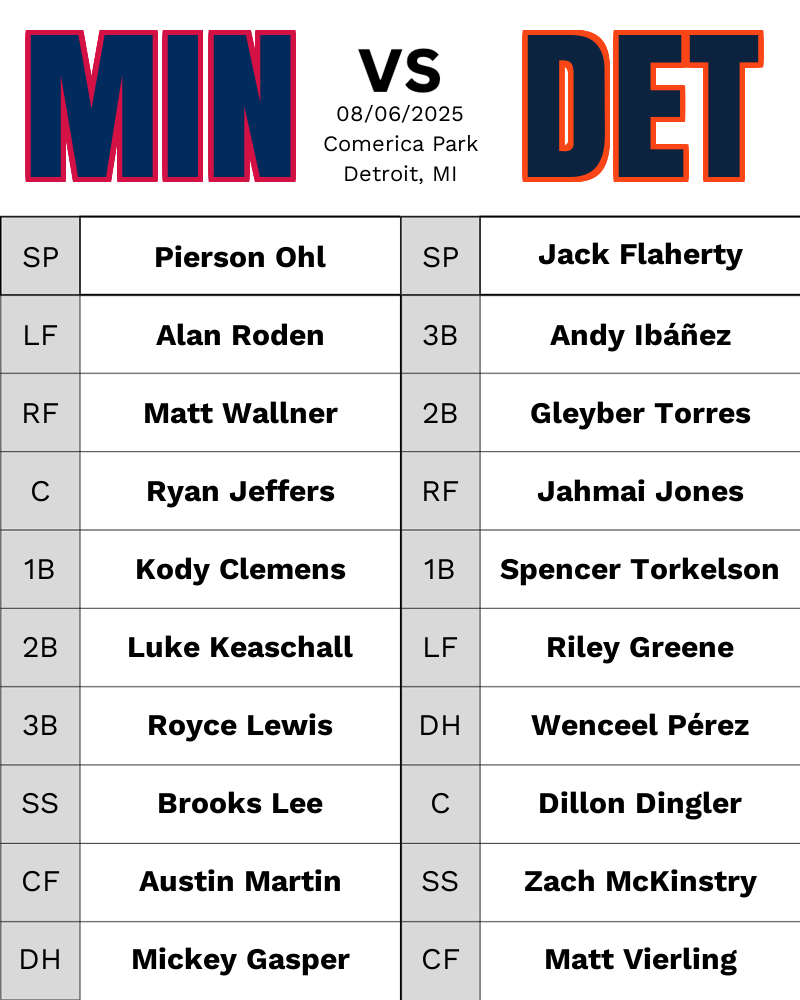 MIN
VS
08/06/2025
Comerica Park
Detroit, MI
DET
SP Pierson Ohl SP Jack Flaherty
LF Alan Roden 3B Andy Ibáñez
RF Matt Wallner 2B Gleyber Torres
C Ryan Jeffers RF Jahmai Jones
1B Kody Clemens 1B Spencer Torkelson
2B Luke Keaschall LF Riley Greene
3B Royce Lewis DH Wenceel Pérez
SS Brooks Lee C Dillon Dingler
CF Austin Martin SS Zach McKinstry
DH Mickey Gasper CF Matt Vierling